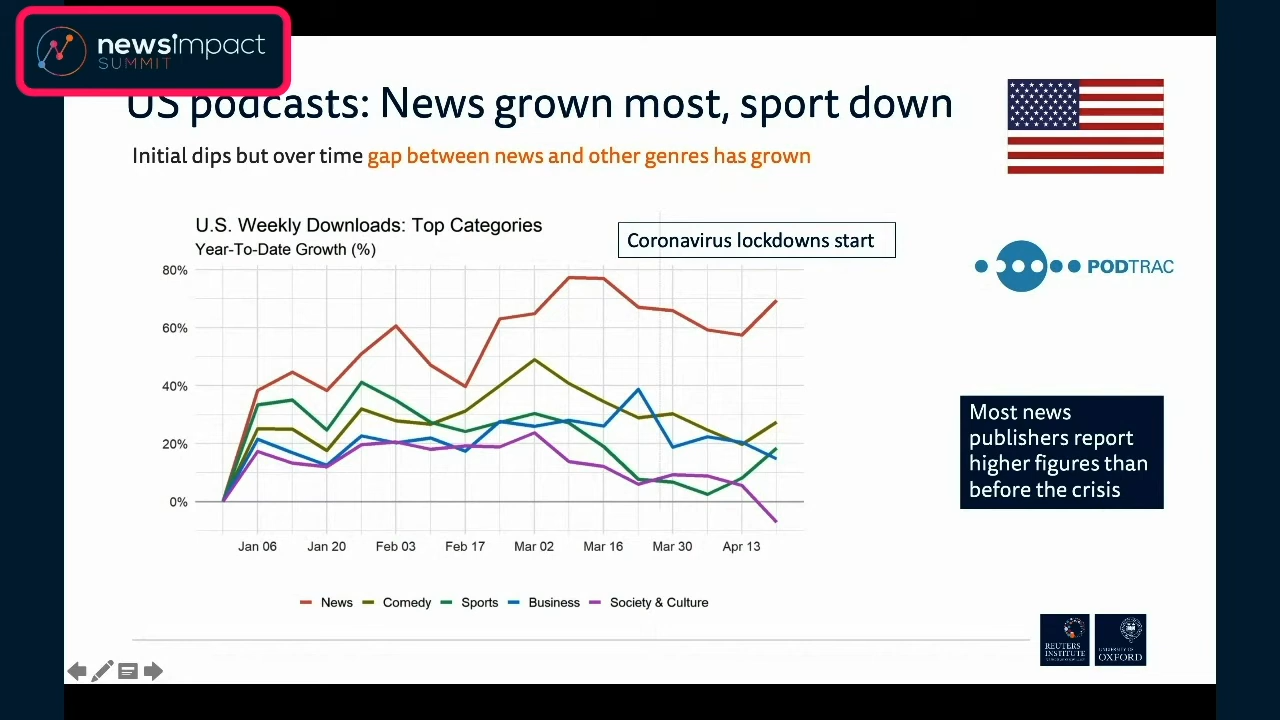 newsimpact
SUMMIT
US podcasts: News grown most, sport down
Initial dips but over time gap between news and other genres has grown
U.S. Weekly Downloads: Top Categories
Year-To-Date Growth (%)
Coronavirus lockdowns start
80%
60%
40%
20%
0%
Jan 06 Jan 20 Feb 03 Feb 17 Mar 02 Mar 16 Mar 30 Apr 13
News Comedy Sports Business Society & Culture
PODTRAC
Most news
publishers report
higher figures than
before the crisis
REUTERS
INSTITUTE
UNIVERSITY OF
OXFORD